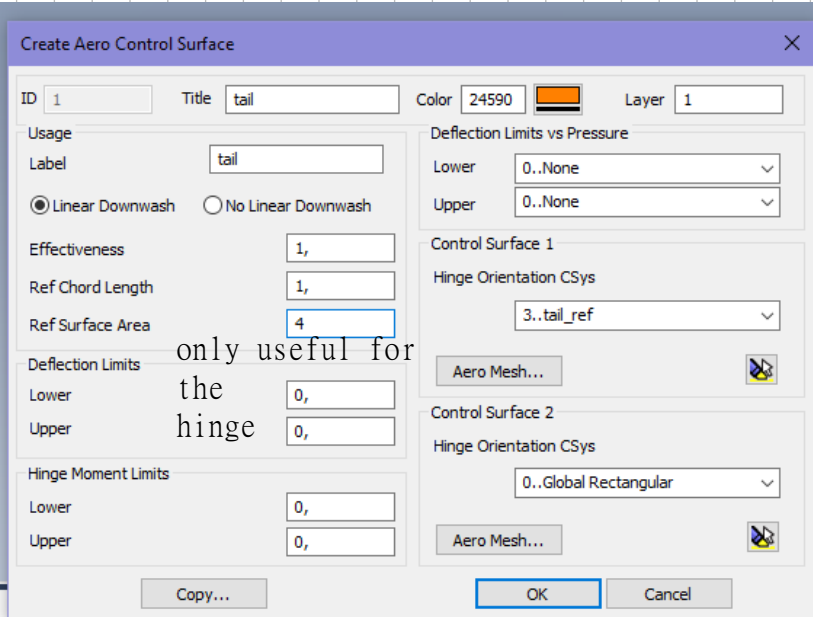 Create Aero Control Surface
ID 1 Title tail Color 24590 Layer 1
Usage
Label tail
Linear Downwash No Linear Downwash
Effectiveness 1,
Ref Chord Length 1,
Ref Surface Area 4
only useful for
the
hinge
Deflection Limits
Lower 0,
Upper 0,
Hinge Moment Limits
Lower 0,
Upper 0,
Copy...
Deflection Limits vs Pressure
Lower 0..None
Upper 0..None
Control Surface 1
Hinge Orientation CSys
3..tail_ref
Aero Mesh...
Control Surface 2
Hinge Orientation CSys
0..Global Rectangular
Aero Mesh...
OK Cancel